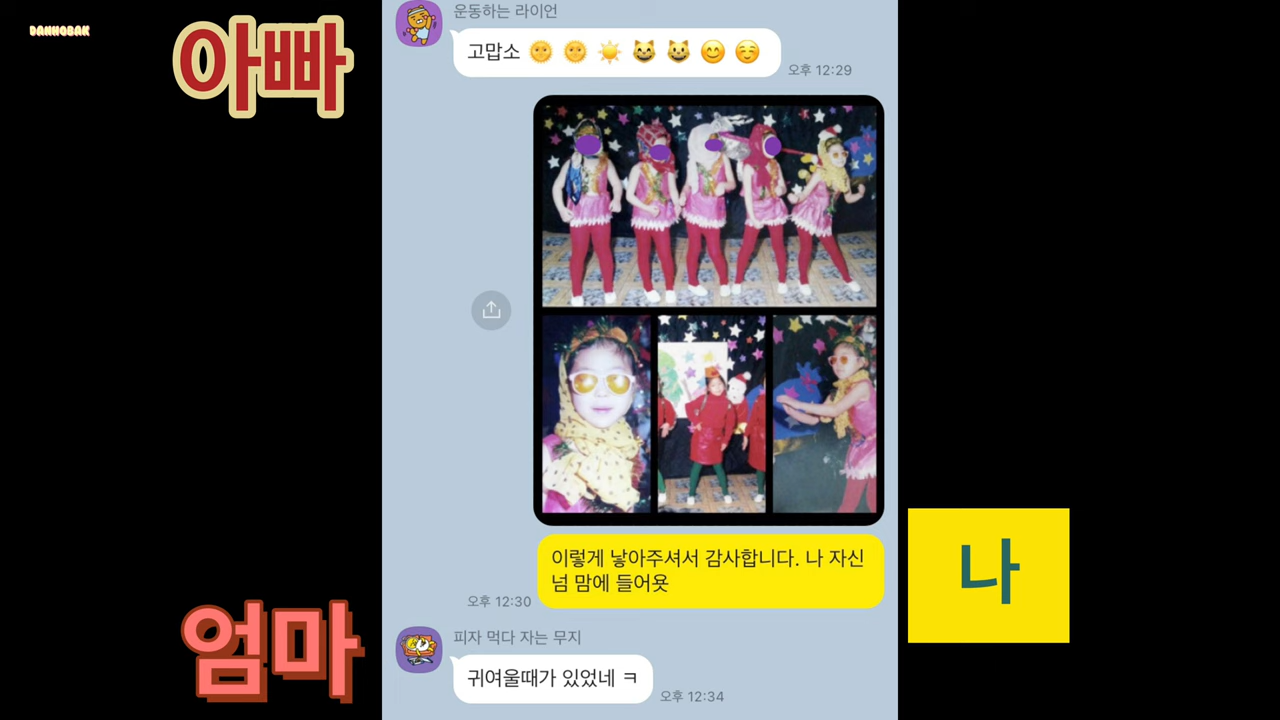 DANHOBAK
아빠
운동하는 라이언
고맙소 🌞 🌞 ☀️ 😺 😺 😊 ☺️
오후 12:29
이렇게 낳아주셔서 감사합니다. 나 자신
넘 맘에 들어욧
오후 12:30
나
엄마
피자 먹다 자는 무지
귀여울때가 있었네 ㅋ
오후 12:34